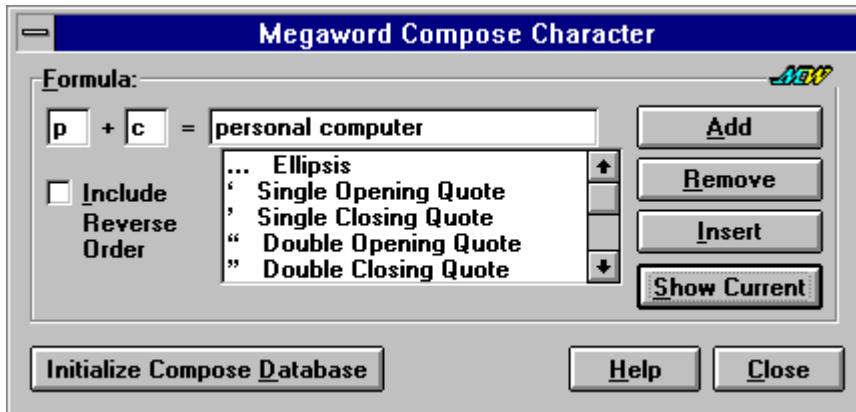 Megaword Compose Character
Formula:
MW
p + c = personal computer
Add
... Ellipsis
‘ Single Opening Quote
’ Single Closing Quote
“ Double Opening Quote
” Double Closing Quote
Include
Reverse
Order
Remove
Insert
Show Current
Initialize Compose Database
Help
Close